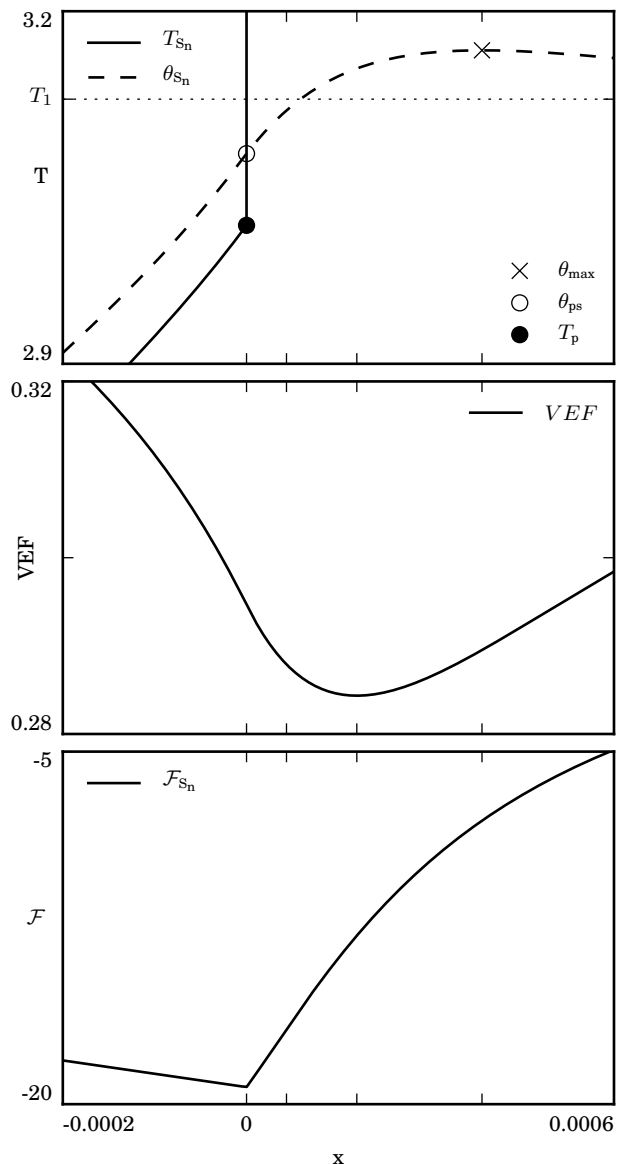 3.2
T_{S_n}
θ_{S_n}
T_1
T
θ_max
θ_ps
T_p
2.9
0.32
VEF
VEF
0.28
-5
ℱ_{S_n}
ℱ
-20
-0.0002 0 0.0006
x